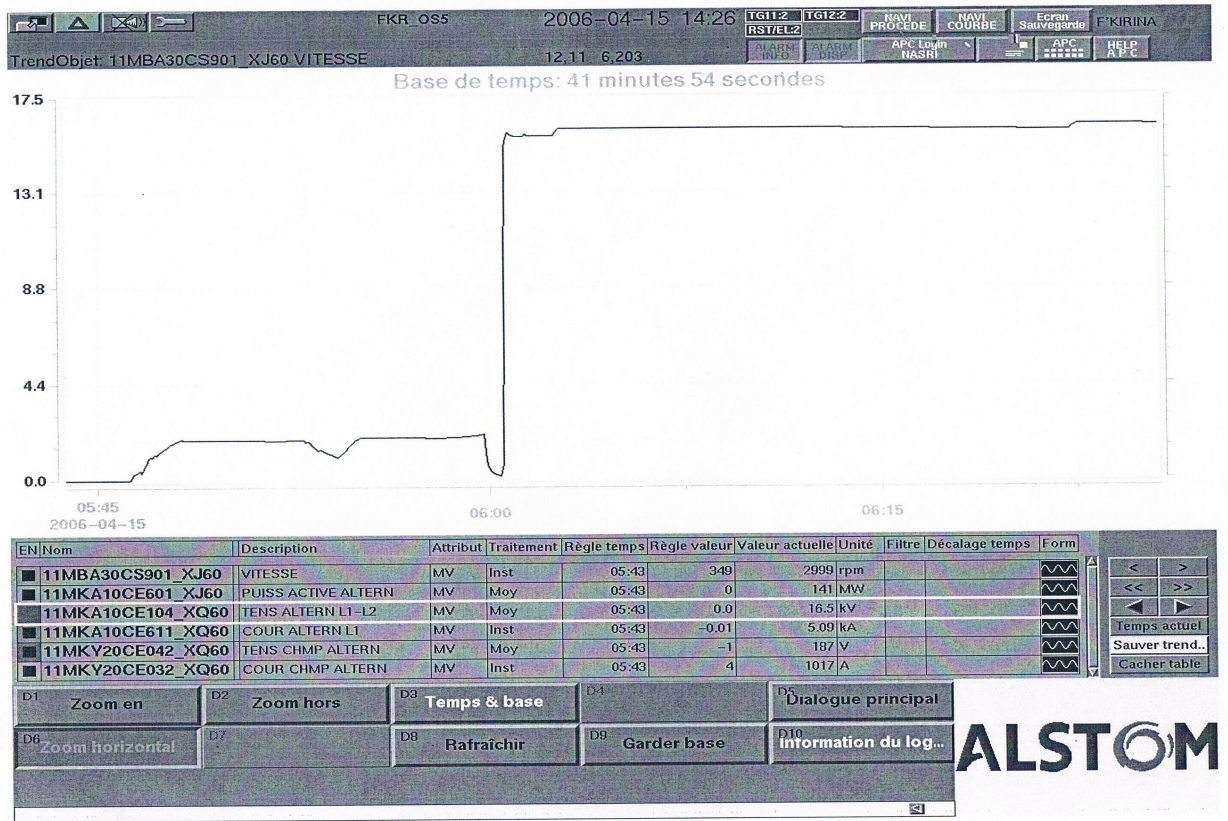 FKR OS5 2006-04-15 14:26 TG11:2 TG12:2 NAVI PROCEDE NAVI COURBE Ecran Sauvegarde F'KIRINA
RST/EL:2
ALARM INFO ALARM DISP APC Login NASRI APC HELP APC
TrendObjet: 11MBA30CS901_XJ60 VITESSE 12,11 6,203
Base de temps: 41 minutes 54 secondes
17.5
13.1
8.8
4.4
0.0
05:45 06:00 06:15
2006-04-15
EN Nom Description Attribut Traitement Règle temps Règle valeur Valeur actuelle Unité Filtre Décalage temps Form
11MBA30CS901_XJ60 VITESSE MV Inst 05:43 349 2999 rpm
11MKA10CE601_XJ60 PUISS ACTIVE ALTERN MV Moy 05:43 0 141 MW
11MKA10CE104_XQ60 TENS ALTERN L1-L2 MV Moy 05:43 0.0 16.5 kV
11MKA10CE611_XQ60 COUR ALTERN L1 MV Inst 05:43 -0.01 5.09 kA
11MKY20CE042_XQ60 TENS CHMP ALTERN MV Moy 05:43 -1 187 V
11MKY20CE032_XQ60 COUR CHMP ALTERN MV Inst 05:43 4 1017 A
< >
<< >>
Temps actuel
Sauver trend..
Cacher table
D1 Zoom en D2 Zoom hors D3 Temps & base D4 D5 Dialogue principal
D6 Zoom horizontal D7 D8 Rafraîchir D9 Garder base D10 Information du log...
ALSTOM